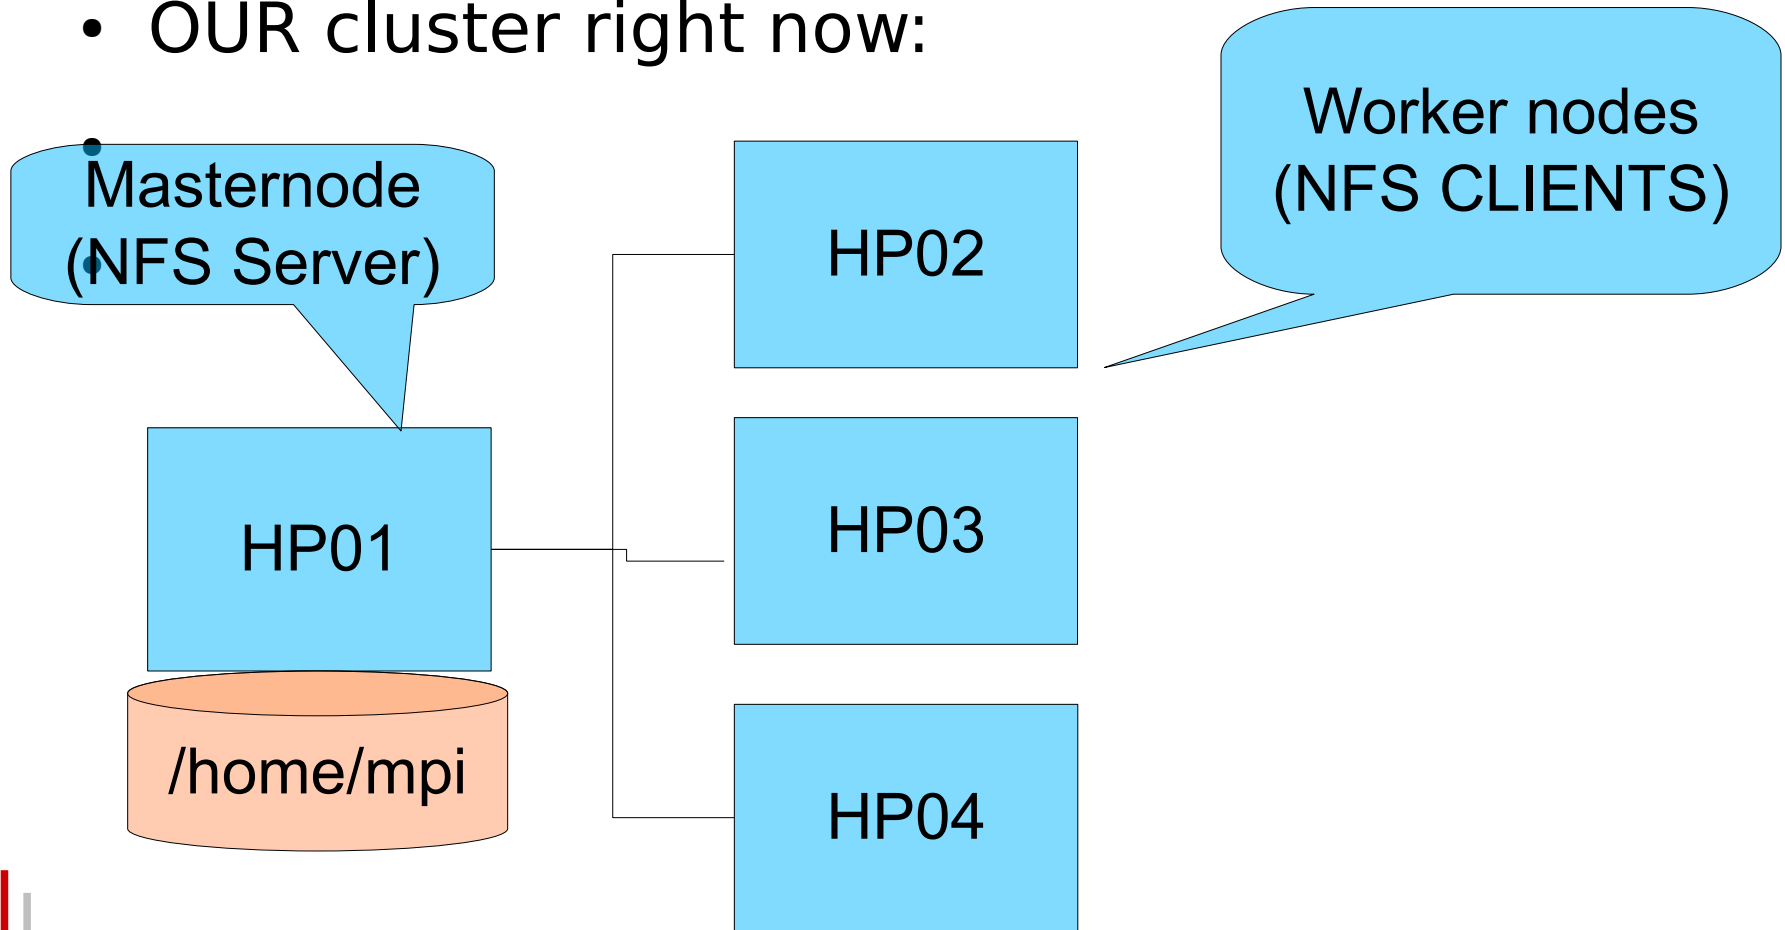 • OUR cluster right now:
•
Masternode
(NFS Server)
Worker nodes
(NFS CLIENTS)
HP02
HP01
HP03
/home/mpi
HP04